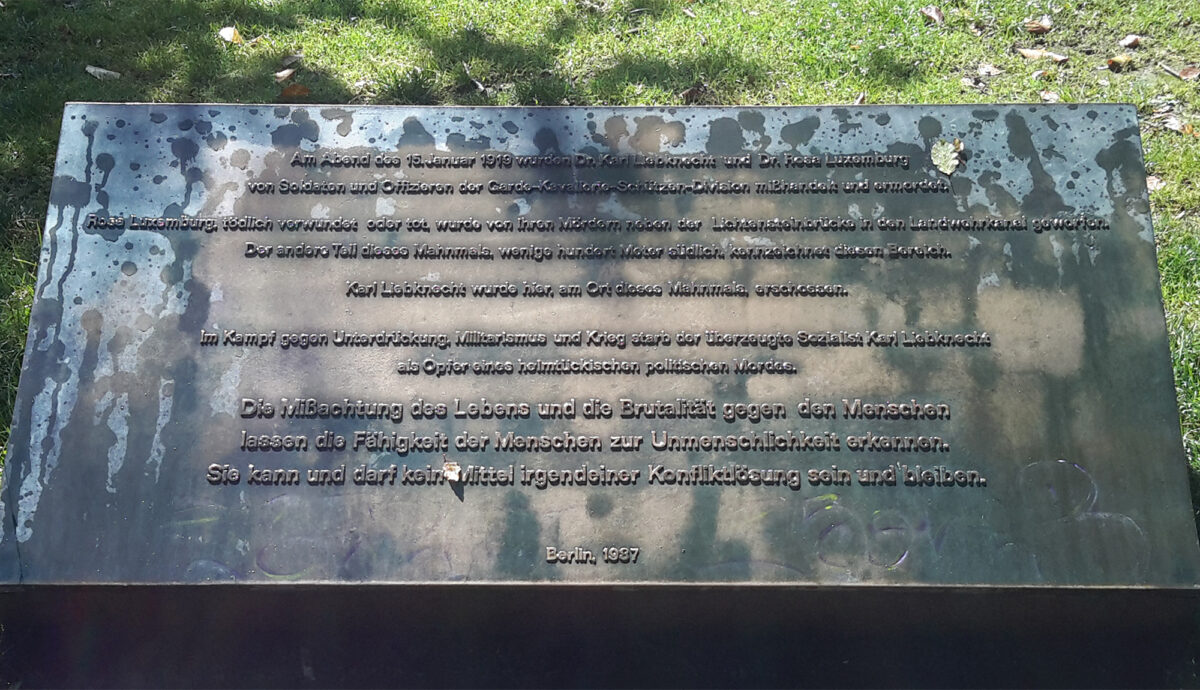 Am Abend des 15. Januar 1919 wurden Dr. Karl Liebknecht und Dr. Rosa Luxemburg
von Soldaten und Offizieren der Garde-Kavallerie-Schützen-Division mißhandelt und ermordet.
Rosa Luxemburg, tödlich verwundet oder tot, wurde von ihren Mördern neben der Lichtensteinbrücke in den Landwehrkanal geworfen.
Der andere Teil dieses Mahnmals, wenige hundert Meter südlich, kennzeichnet diesen Bereich.
Karl Liebknecht wurde hier, am Ort dieses Mahnmals, erschossen.
Im Kampf gegen Unterdrückung, Militarismus und Krieg starb der überzeugte Sozialist Karl Liebknecht
als Opfer eines heimtückischen politischen Mordes.
Die Mißachtung des Lebens und die Brutalität gegen den Menschen
lassen die Fähigkeit der Menschen zur Unmenschlichkeit erkennen.
Sie kann und darf kein Mittel irgendeiner Konfliktlösung sein und bleiben.
Berlin, 1987